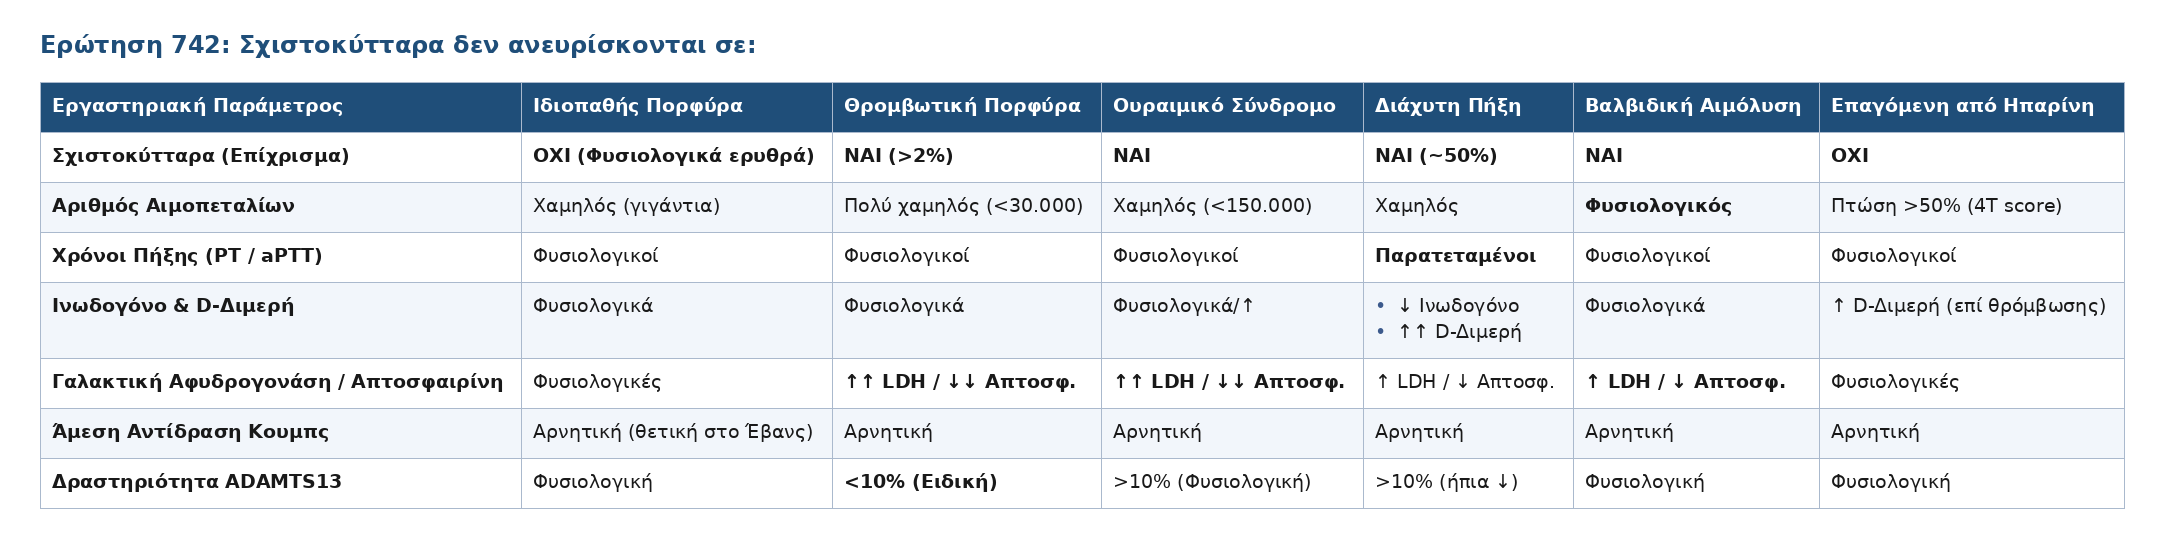 Ερώτηση 742: Σχιστοκύτταρα δεν ανευρίσκονται σε:
Εργαστηριακή Παράμετρος Ιδιοπαθής Πορφύρα Θρομβωτική Πορφύρα Ουραιμικό Σύνδρομο Διάχυτη Πήξη Βαλβιδική Αιμόλυση Επαγόμενη από Ηπαρίνη
Σχιστοκύτταρα (Επίχρισμα) ΟΧΙ (Φυσιολογικά ερυθρά) ΝΑΙ (>2%) ΝΑΙ ΝΑΙ (~50%) ΝΑΙ ΟΧΙ
Αριθμός Αιμοπεταλίων Χαμηλός (γιγάντια) Πολύ χαμηλός (<30.000) Χαμηλός (<150.000) Χαμηλός Φυσιολογικός Πτώση >50% (4T score)
Χρόνοι Πήξης (PT / aPTT) Φυσιολογικοί Φυσιολογικοί Φυσιολογικοί Παρατεταμένοι Φυσιολογικοί Φυσιολογικοί
Ινωδογόνο & D-Διμερή Φυσιολογικά Φυσιολογικά Φυσιολογικά/↑ • ↓ Ινωδογόνο Φυσιολογικά ↑ D-Διμερή (επί θρόμβωσης)
• ↑↑ D-Διμερή
Γαλακτική Αφυδρογονάση / Απτοσφαιρίνη Φυσιολογικές ↑↑ LDH / ↓↓ Απτοσφ. ↑↑ LDH / ↓↓ Απτοσφ. ↑ LDH / ↓ Απτοσφ. ↑ LDH / ↓ Απτοσφ. Φυσιολογικές
Άμεση Αντίδραση Κουμπς Αρνητική (θετική στο Έβανς) Αρνητική Αρνητική Αρνητική Αρνητική Αρνητική
Δραστηριότητα ADAMTS13 Φυσιολογική <10% (Ειδική) >10% (Φυσιολογική) >10% (ήπια ↓) Φυσιολογική Φυσιολογική